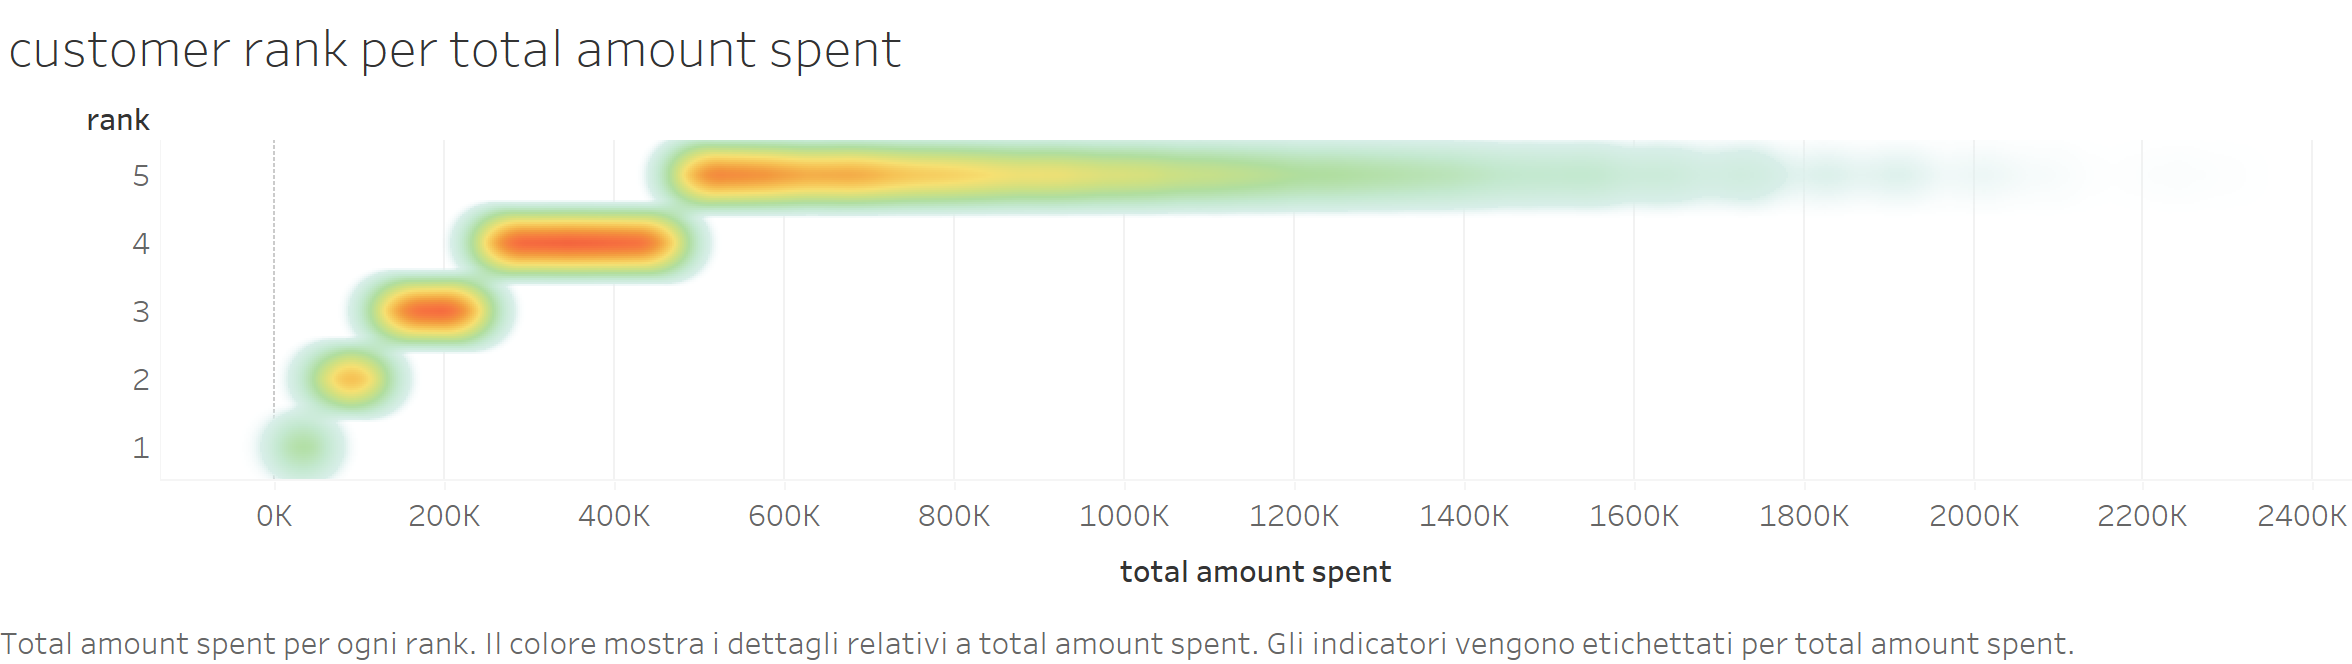 customer rank per total amount spent
rank
5
4
3
2
1
0K 200K 400K 600K 800K 1000K 1200K 1400K 1600K 1800K 2000K 2200K 2400K
total amount spent
Total amount spent per ogni rank. Il colore mostra i dettagli relativi a total amount spent. Gli indicatori vengono etichettati per total amount spent.